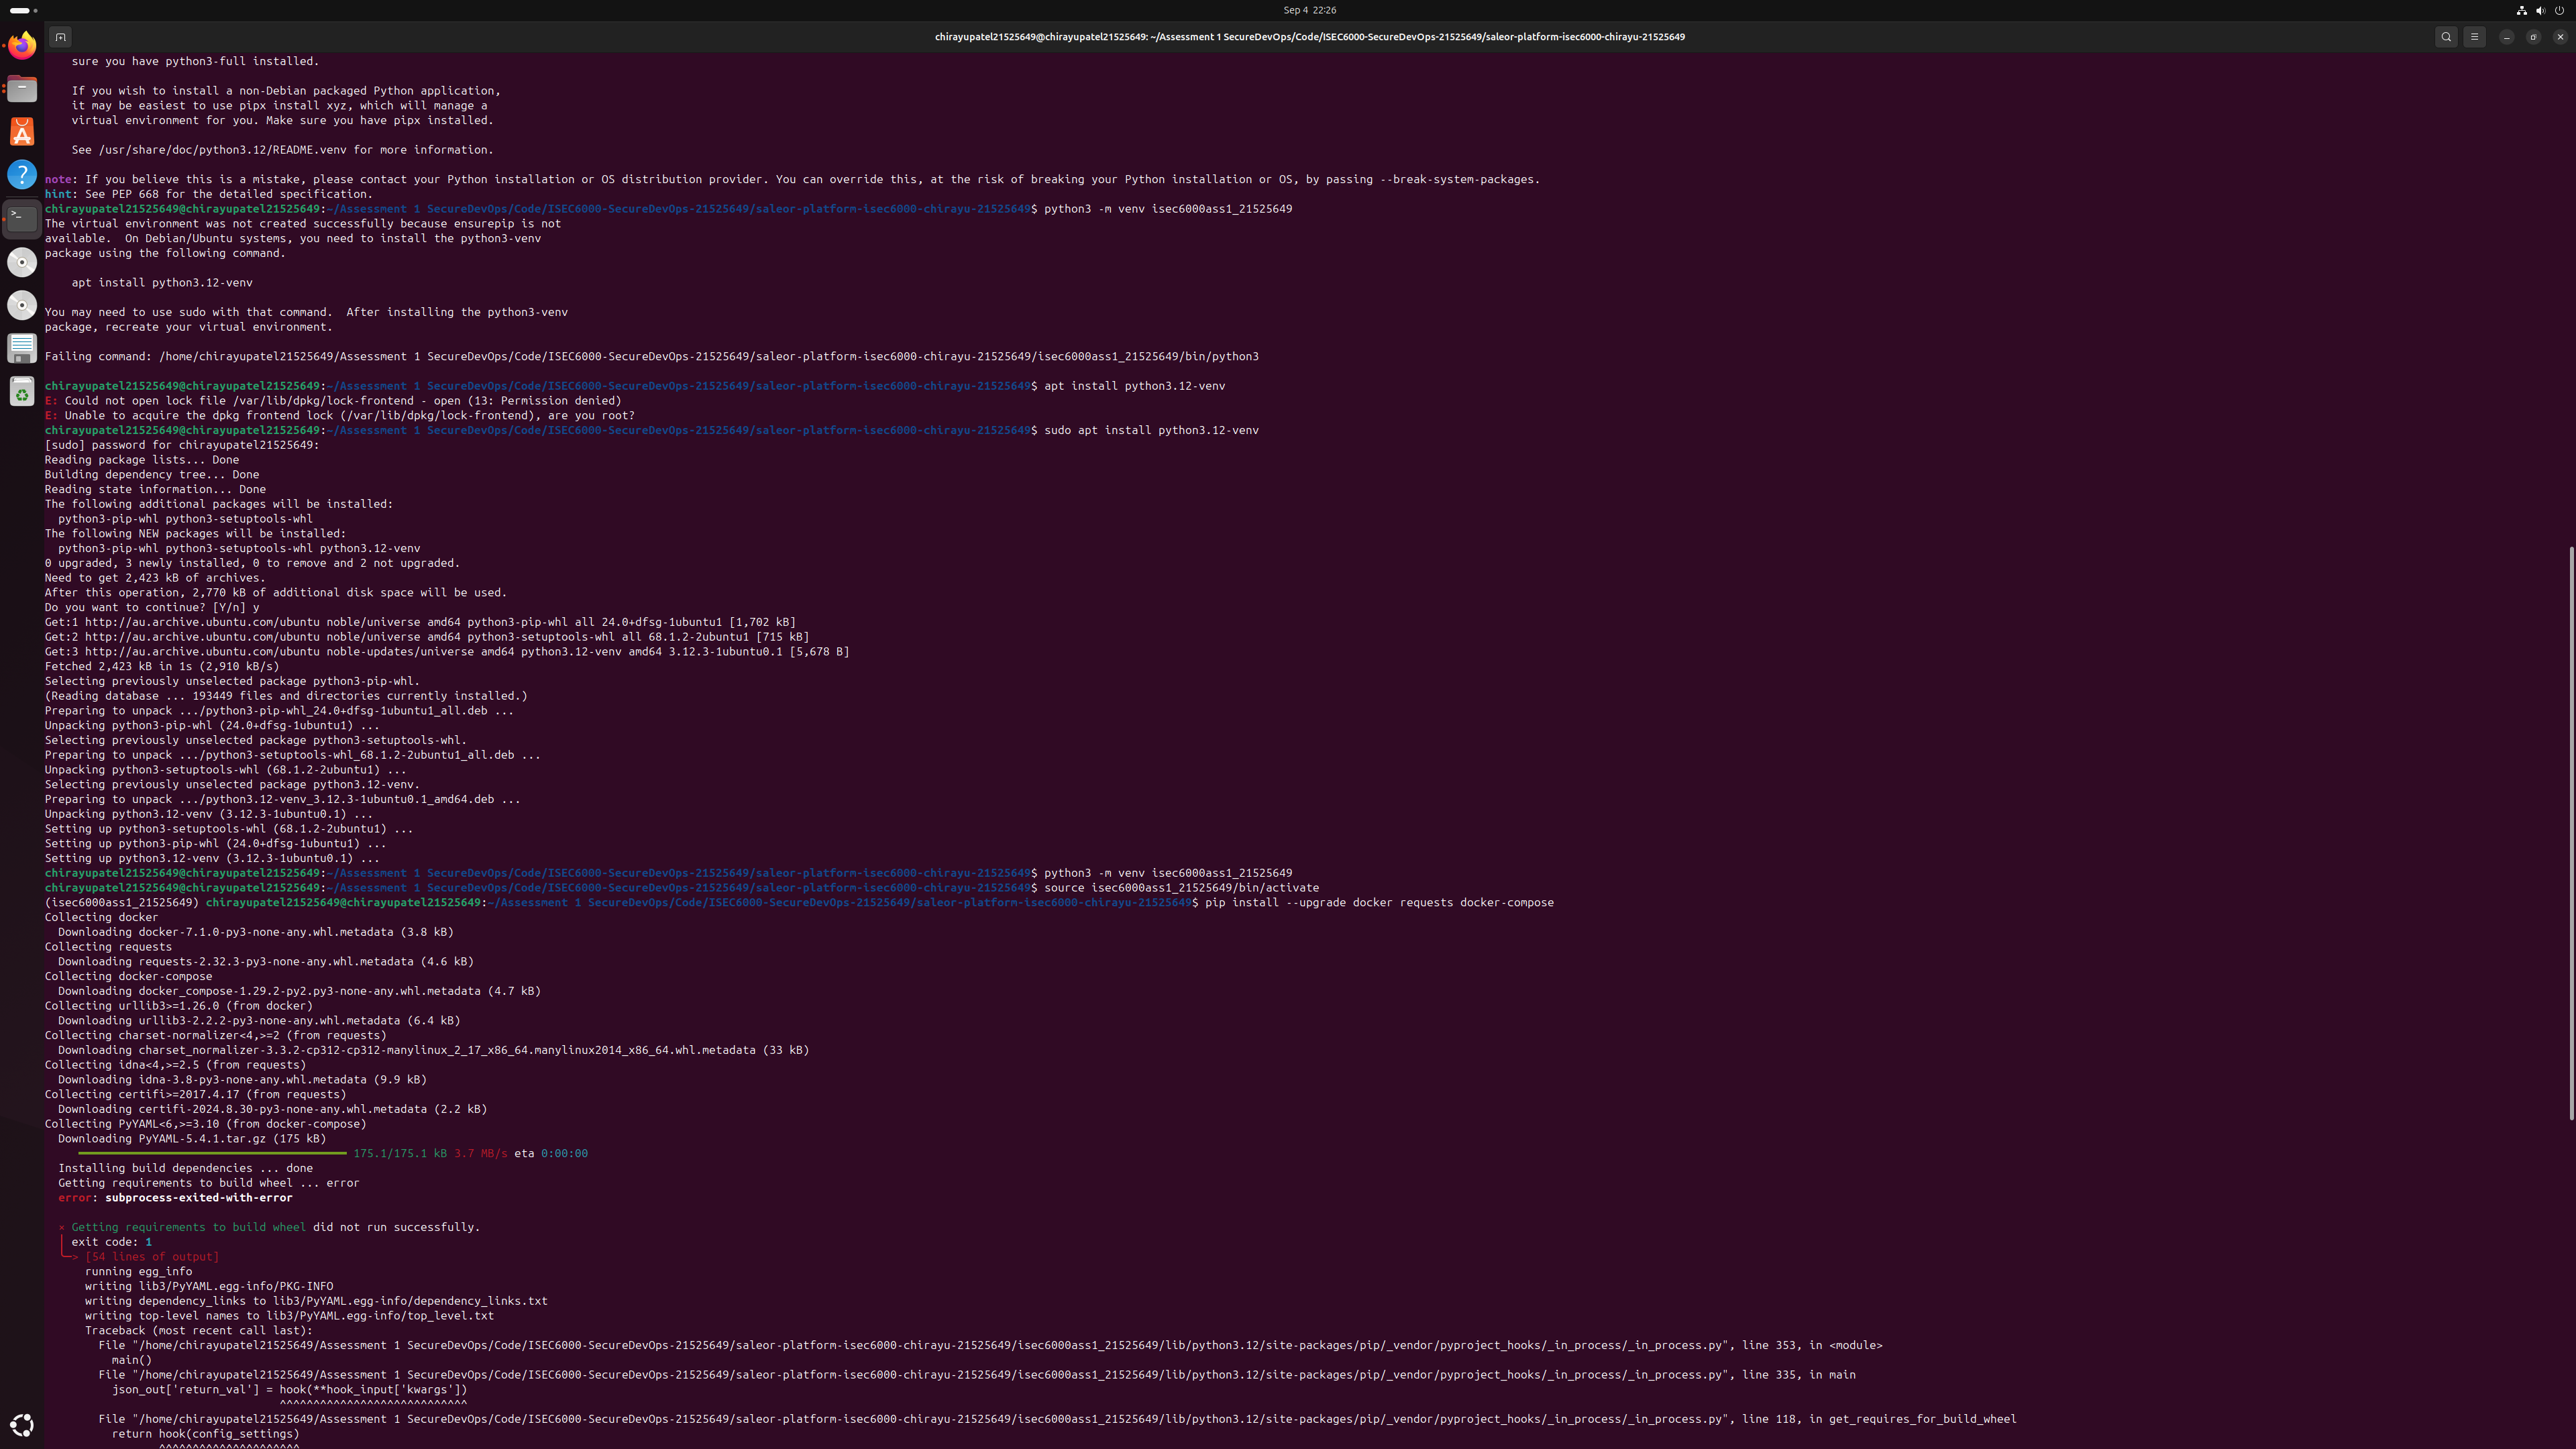 Sep 4 22:26
chirayupatel21525649@chirayupatel21525649: ~/Assessment 1 SecureDevOps/Code/ISEC6000-SecureDevOps-21525649/saleor-platform-isec6000-chirayu-21525649
sure you have python3-full installed.
If you wish to install a non-Debian packaged Python application,
it may be easiest to use pipx install xyz, which will manage a
virtual environment for you. Make sure you have pipx installed.
See /usr/share/doc/python3.12/README.venv for more information.
note: If you believe this is a mistake, please contact your Python installation or OS distribution provider. You can override this, at the risk of breaking your Python installation or OS, by passing --break-system-packages.
hint: See PEP 668 for the detailed specification.
chirayupatel21525649@chirayupatel21525649:~/Assessment 1 SecureDevOps/Code/ISEC6000-SecureDevOps-21525649/saleor-platform-isec6000-chirayu-21525649$ python3 -m venv isec6000ass1_21525649
The virtual environment was not created successfully because ensurepip is not
available.  On Debian/Ubuntu systems, you need to install the python3-venv
package using the following command.
apt install python3.12-venv
You may need to use sudo with that command.  After installing the python3-venv
package, recreate your virtual environment.
Failing command: /home/chirayupatel21525649/Assessment 1 SecureDevOps/Code/ISEC6000-SecureDevOps-21525649/saleor-platform-isec6000-chirayu-21525649/isec6000ass1_21525649/bin/python3
chirayupatel21525649@chirayupatel21525649:~/Assessment 1 SecureDevOps/Code/ISEC6000-SecureDevOps-21525649/saleor-platform-isec6000-chirayu-21525649$ apt install python3.12-venv
E: Could not open lock file /var/lib/dpkg/lock-frontend - open (13: Permission denied)
E: Unable to acquire the dpkg frontend lock (/var/lib/dpkg/lock-frontend), are you root?
chirayupatel21525649@chirayupatel21525649:~/Assessment 1 SecureDevOps/Code/ISEC6000-SecureDevOps-21525649/saleor-platform-isec6000-chirayu-21525649$ sudo apt install python3.12-venv
[sudo] password for chirayupatel21525649:
Reading package lists... Done
Building dependency tree... Done
Reading state information... Done
The following additional packages will be installed:
python3-pip-whl python3-setuptools-whl
The following NEW packages will be installed:
python3-pip-whl python3-setuptools-whl python3.12-venv
0 upgraded, 3 newly installed, 0 to remove and 2 not upgraded.
Need to get 2,423 kB of archives.
After this operation, 2,770 kB of additional disk space will be used.
Do you want to continue? [Y/n] y
Get:1 http://au.archive.ubuntu.com/ubuntu noble/universe amd64 python3-pip-whl all 24.0+dfsg-1ubuntu1 [1,702 kB]
Get:2 http://au.archive.ubuntu.com/ubuntu noble/universe amd64 python3-setuptools-whl all 68.1.2-2ubuntu1 [715 kB]
Get:3 http://au.archive.ubuntu.com/ubuntu noble-updates/universe amd64 python3.12-venv amd64 3.12.3-1ubuntu0.1 [5,678 B]
Fetched 2,423 kB in 1s (2,910 kB/s)
Selecting previously unselected package python3-pip-whl.
(Reading database ... 193449 files and directories currently installed.)
Preparing to unpack .../python3-pip-whl_24.0+dfsg-1ubuntu1_all.deb ...
Unpacking python3-pip-whl (24.0+dfsg-1ubuntu1) ...
Selecting previously unselected package python3-setuptools-whl.
Preparing to unpack .../python3-setuptools-whl_68.1.2-2ubuntu1_all.deb ...
Unpacking python3-setuptools-whl (68.1.2-2ubuntu1) ...
Selecting previously unselected package python3.12-venv.
Preparing to unpack .../python3.12-venv_3.12.3-1ubuntu0.1_amd64.deb ...
Unpacking python3.12-venv (3.12.3-1ubuntu0.1) ...
Setting up python3-setuptools-whl (68.1.2-2ubuntu1) ...
Setting up python3-pip-whl (24.0+dfsg-1ubuntu1) ...
Setting up python3.12-venv (3.12.3-1ubuntu0.1) ...
chirayupatel21525649@chirayupatel21525649:~/Assessment 1 SecureDevOps/Code/ISEC6000-SecureDevOps-21525649/saleor-platform-isec6000-chirayu-21525649$ python3 -m venv isec6000ass1_21525649
chirayupatel21525649@chirayupatel21525649:~/Assessment 1 SecureDevOps/Code/ISEC6000-SecureDevOps-21525649/saleor-platform-isec6000-chirayu-21525649$ source isec6000ass1_21525649/bin/activate
(isec6000ass1_21525649) chirayupatel21525649@chirayupatel21525649:~/Assessment 1 SecureDevOps/Code/ISEC6000-SecureDevOps-21525649/saleor-platform-isec6000-chirayu-21525649$ pip install --upgrade docker requests docker-compose
Collecting docker
Downloading docker-7.1.0-py3-none-any.whl.metadata (3.8 kB)
Collecting requests
Downloading requests-2.32.3-py3-none-any.whl.metadata (4.6 kB)
Collecting docker-compose
Downloading docker_compose-1.29.2-py2.py3-none-any.whl.metadata (4.7 kB)
Collecting urllib3>=1.26.0 (from docker)
Downloading urllib3-2.2.2-py3-none-any.whl.metadata (6.4 kB)
Collecting charset-normalizer<4,>=2 (from requests)
Downloading charset_normalizer-3.3.2-cp312-cp312-manylinux_2_17_x86_64.manylinux2014_x86_64.whl.metadata (33 kB)
Collecting idna<4,>=2.5 (from requests)
Downloading idna-3.8-py3-none-any.whl.metadata (9.9 kB)
Collecting certifi>=2017.4.17 (from requests)
Downloading certifi-2024.8.30-py3-none-any.whl.metadata (2.2 kB)
Collecting PyYAML<6,>=3.10 (from docker-compose)
Downloading PyYAML-5.4.1.tar.gz (175 kB)
175.1/175.1 kB 3.7 MB/s eta 0:00:00
Installing build dependencies ... done
Getting requirements to build wheel ... error
error: subprocess-exited-with-error
× Getting requirements to build wheel did not run successfully.
│ exit code: 1
╰─> [54 lines of output]
running egg_info
writing lib3/PyYAML.egg-info/PKG-INFO
writing dependency_links to lib3/PyYAML.egg-info/dependency_links.txt
writing top-level names to lib3/PyYAML.egg-info/top_level.txt
Traceback (most recent call last):
File "/home/chirayupatel21525649/Assessment 1 SecureDevOps/Code/ISEC6000-SecureDevOps-21525649/saleor-platform-isec6000-chirayu-21525649/isec6000ass1_21525649/lib/python3.12/site-packages/pip/_vendor/pyproject_hooks/_in_process/_in_process.py", line 353, in <module>
main()
File "/home/chirayupatel21525649/Assessment 1 SecureDevOps/Code/ISEC6000-SecureDevOps-21525649/saleor-platform-isec6000-chirayu-21525649/isec6000ass1_21525649/lib/python3.12/site-packages/pip/_vendor/pyproject_hooks/_in_process/_in_process.py", line 335, in main
json_out['return_val'] = hook(**hook_input['kwargs'])
^^^^^^^^^^^^^^^^^^^^^^^^^^^^
File "/home/chirayupatel21525649/Assessment 1 SecureDevOps/Code/ISEC6000-SecureDevOps-21525649/saleor-platform-isec6000-chirayu-21525649/isec6000ass1_21525649/lib/python3.12/site-packages/pip/_vendor/pyproject_hooks/_in_process/_in_process.py", line 118, in get_requires_for_build_wheel
return hook(config_settings)
^^^^^^^^^^^^^^^^^^^^^